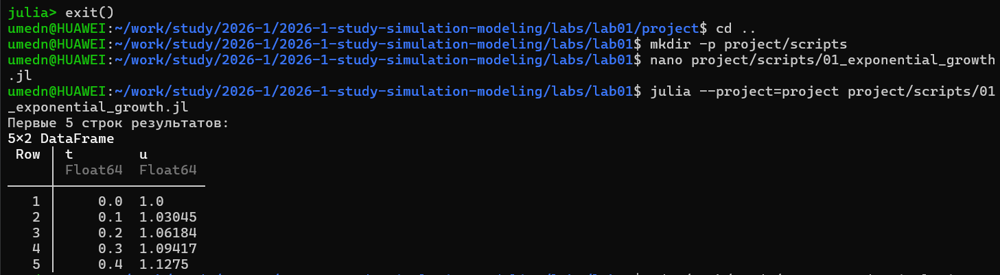 julia> exit()
umedn@HUAWEI:~/work/study/2026-1/2026-1-study-simulation-modeling/labs/lab01/project$ cd ..
umedn@HUAWEI:~/work/study/2026-1/2026-1-study-simulation-modeling/labs/lab01$ mkdir -p project/scripts
umedn@HUAWEI:~/work/study/2026-1/2026-1-study-simulation-modeling/labs/lab01$ nano project/scripts/01_exponential_growth
.jl
umedn@HUAWEI:~/work/study/2026-1/2026-1-study-simulation-modeling/labs/lab01$ julia --project=project project/scripts/01
_exponential_growth.jl
Первые 5 строк результатов:
5×2 DataFrame
Row │ t u
│ Float64 Float64
1 │ 0.0 1.0
2 │ 0.1 1.03045
3 │ 0.2 1.06184
4 │ 0.3 1.09417
5 │ 0.4 1.1275